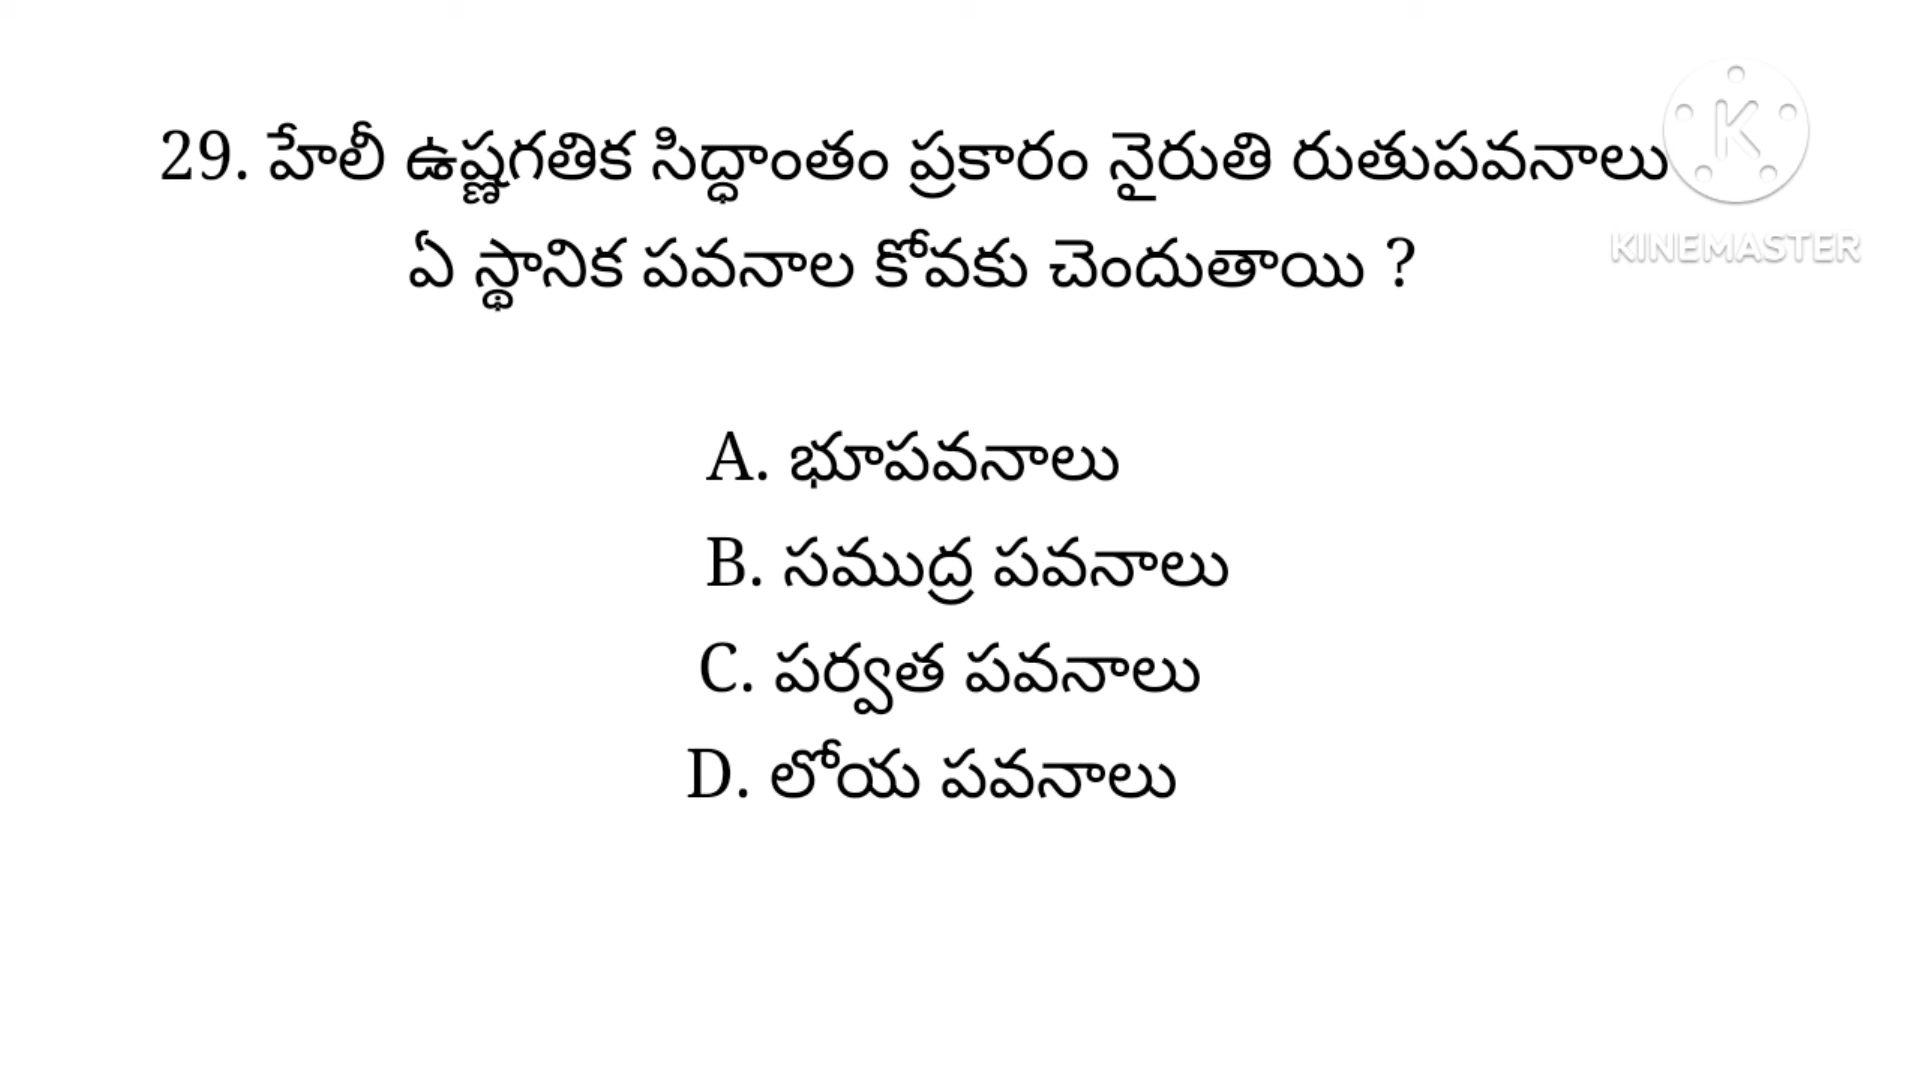 29. హేలీ ఉష్ణగతిక సిద్ధాంతం ప్రకారం నైరుతి రుతుపవనాలు
ఏ స్థానిక పవనాల కోవకు చెందుతాయి ?
A. భూపవనాలు
B. సముద్ర పవనాలు
C. పర్వత పవనాలు
D. లోయ పవనాలు
K
KINEMASTER